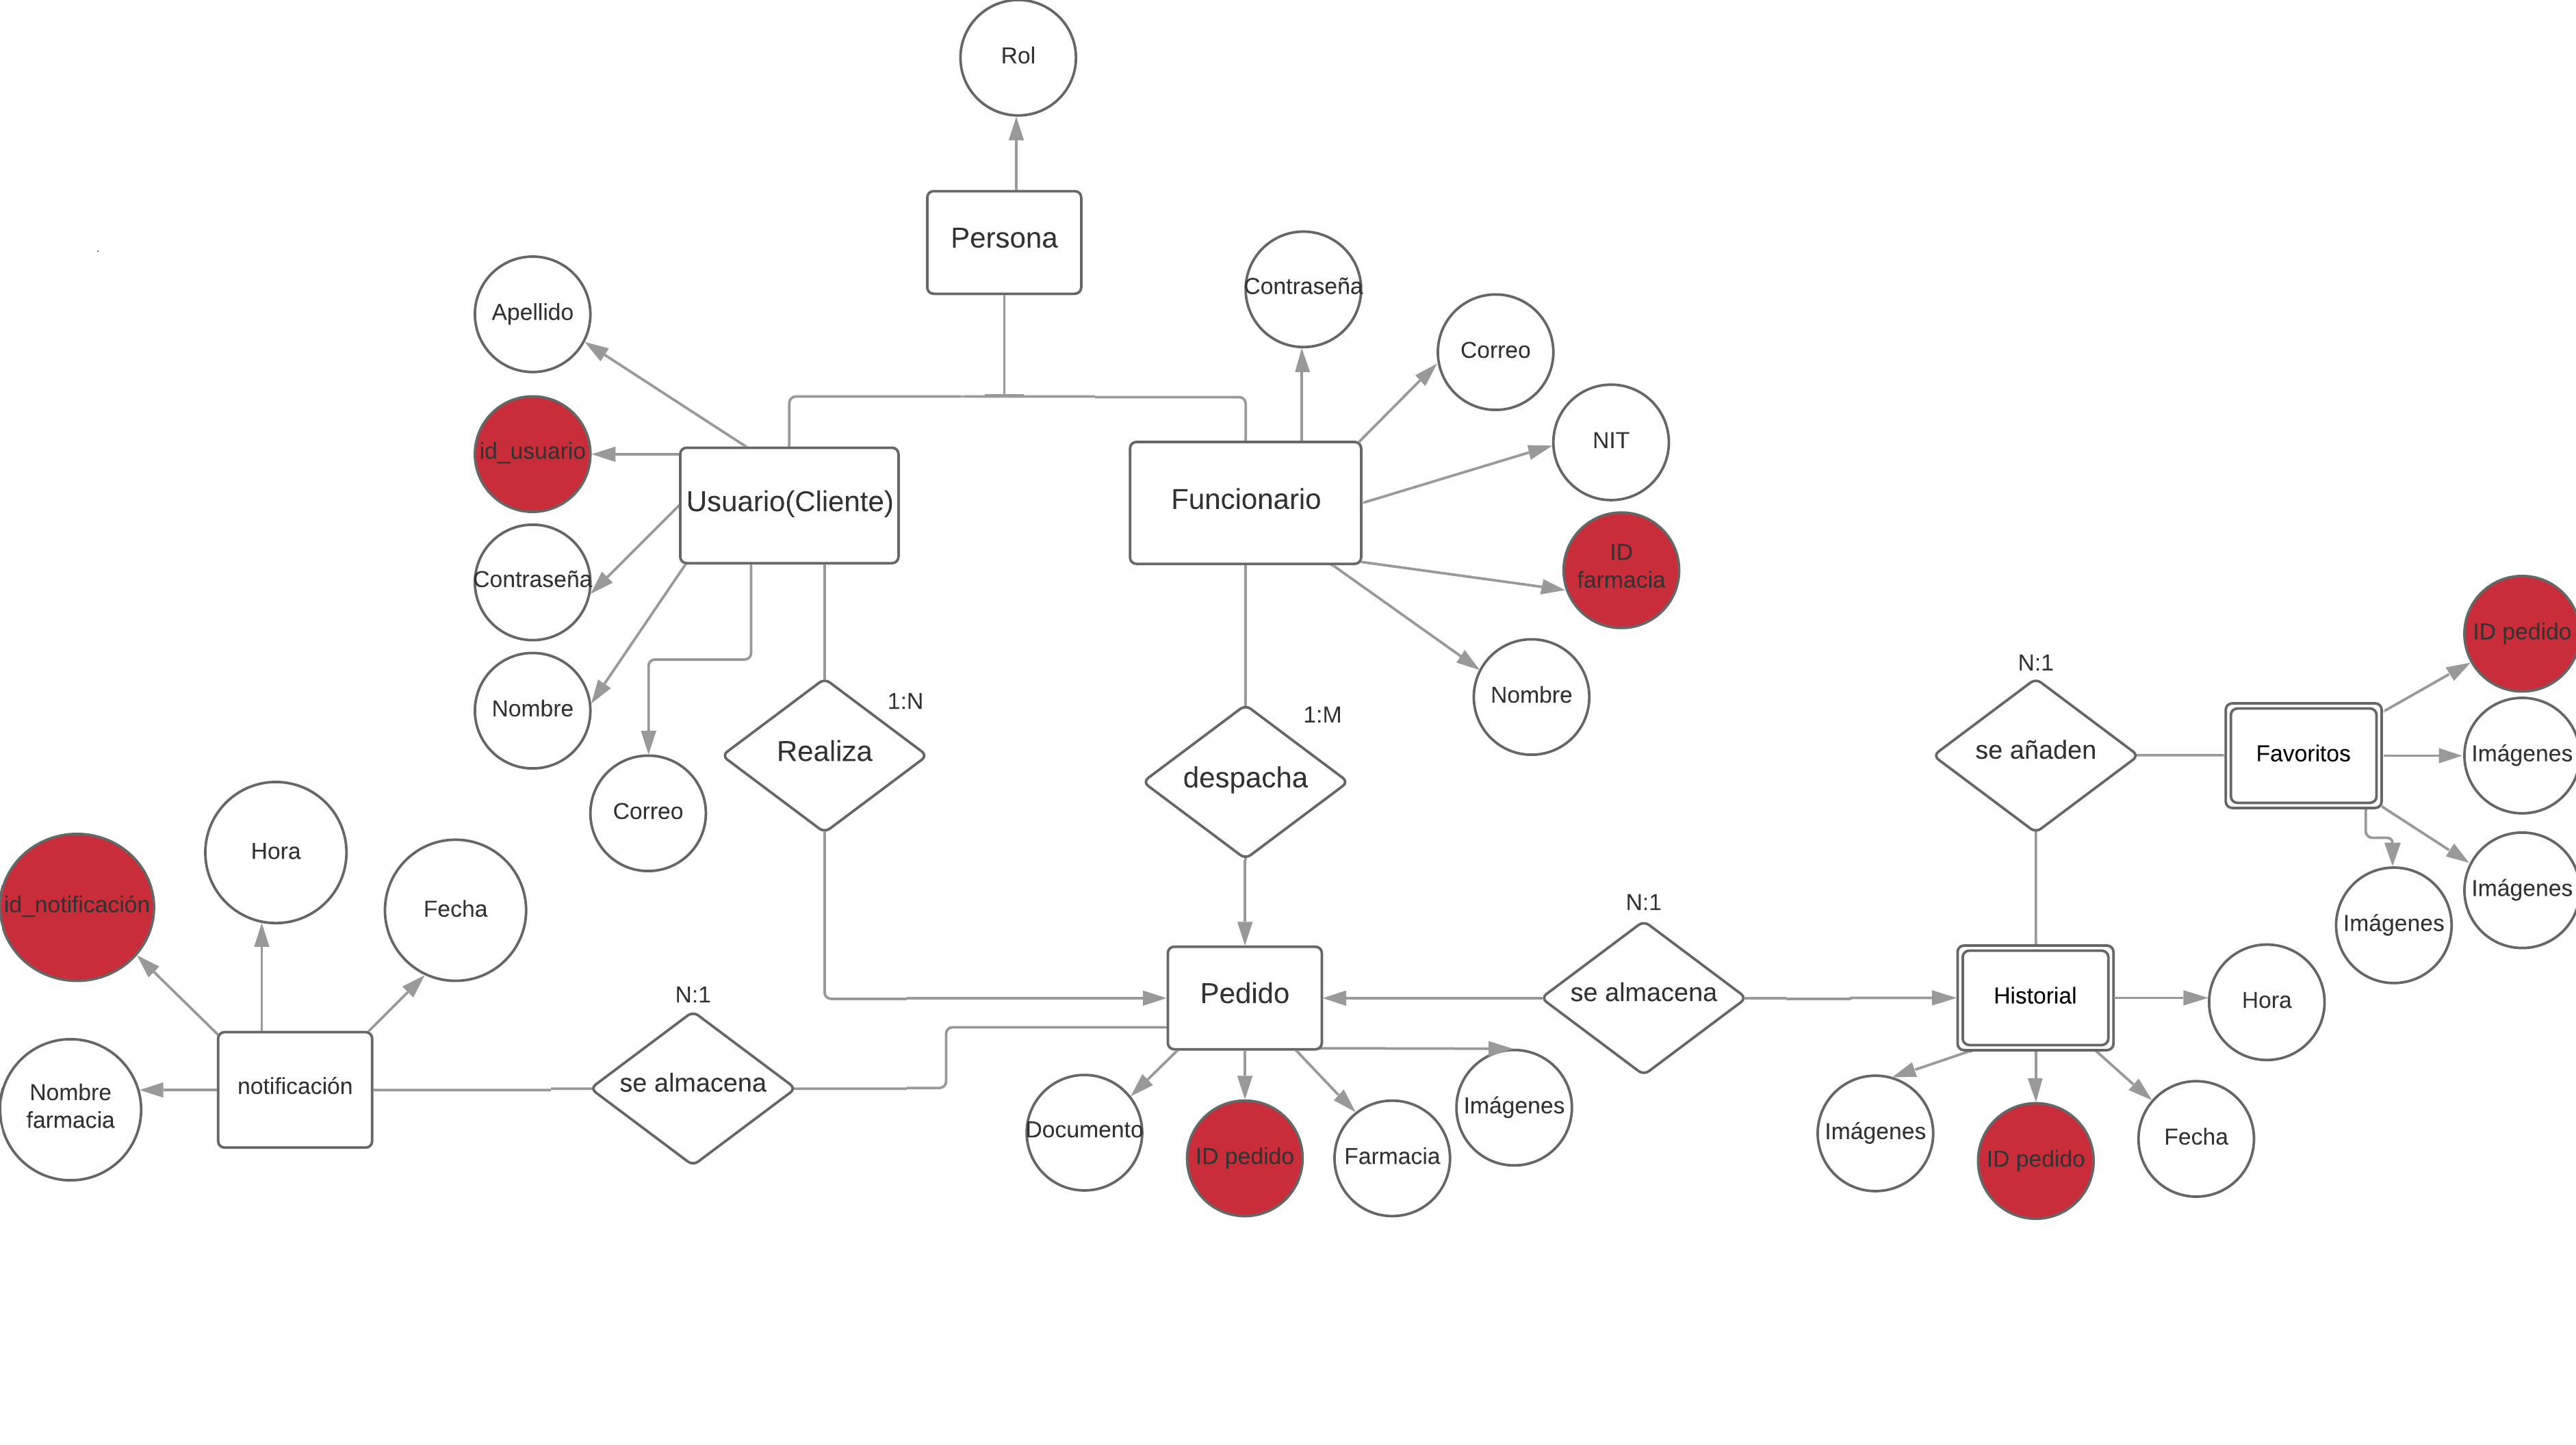 Rol
Persona
Contraseña
Apellido
Correo
NIT
id_usuario
Usuario(Cliente)
Funcionario
ID
farmacia
Contraseña
Nombre
Nombre
Correo
Realiza
1:N
despacha
1:M
N:1
se añaden
Favoritos
ID pedido
Imágenes
Imágenes
Imágenes
Hora
id_notificación
Fecha
Nombre
farmacia
notificación
N:1
se almacena
Pedido
N:1
se almacena
Historial
Hora
Documento
ID pedido
Farmacia
Imágenes
Imágenes
ID pedido
Fecha